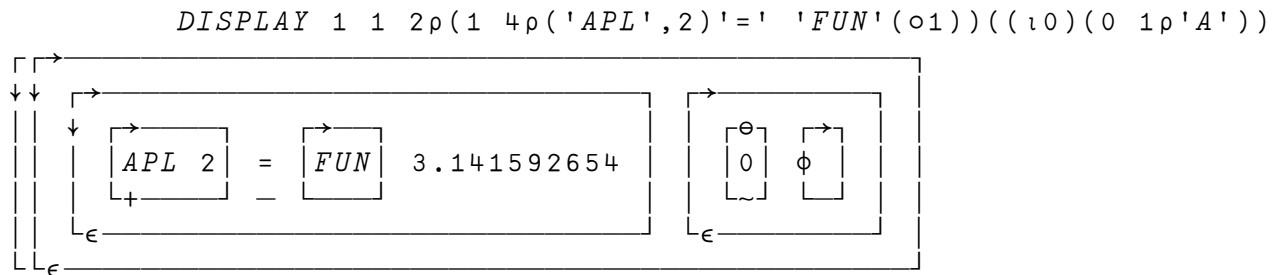 DISPLAY 1 1 2⍴(1 4⍴('APL',2)'=' 'FUN'(○1))((⍳0)(0 1⍴'A'))
┌┌→────────────────────────────────────────────┐
↓↓ ┌→────────────────────────────┐ ┌→────────┐ │
││ ↓ ┌→────┐   ┌→──┐             │ │ ┌⊖┐ ┌→┐ │ │
││ │ │APL 2│ = │FUN│ 3.141592654 │ │ │0│ ⌽ │ │ │
││ │ └+────┘ ─ └───┘             │ │ └~┘ └─┘ │ │
││ └∊────────────────────────────┘ └∊────────┘ │
└└∊────────────────────────────────────────────┘